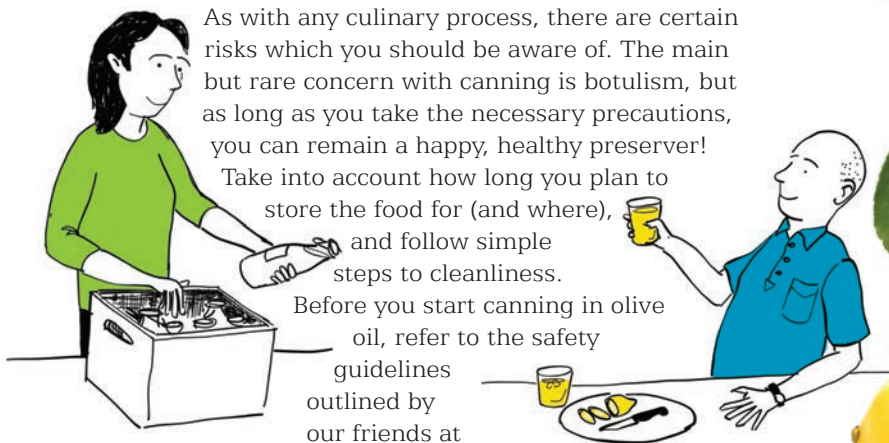 As with any culinary process, there are certain
risks which you should be aware of. The main
but rare concern with canning is botulism, but
as long as you take the necessary precautions,
you can remain a happy, healthy preserver!
Take into account how long you plan to
store the food for (and where),
and follow simple
steps to cleanliness.
Before you start canning in olive
oil, refer to the safety
guidelines
outlined by
our friends at